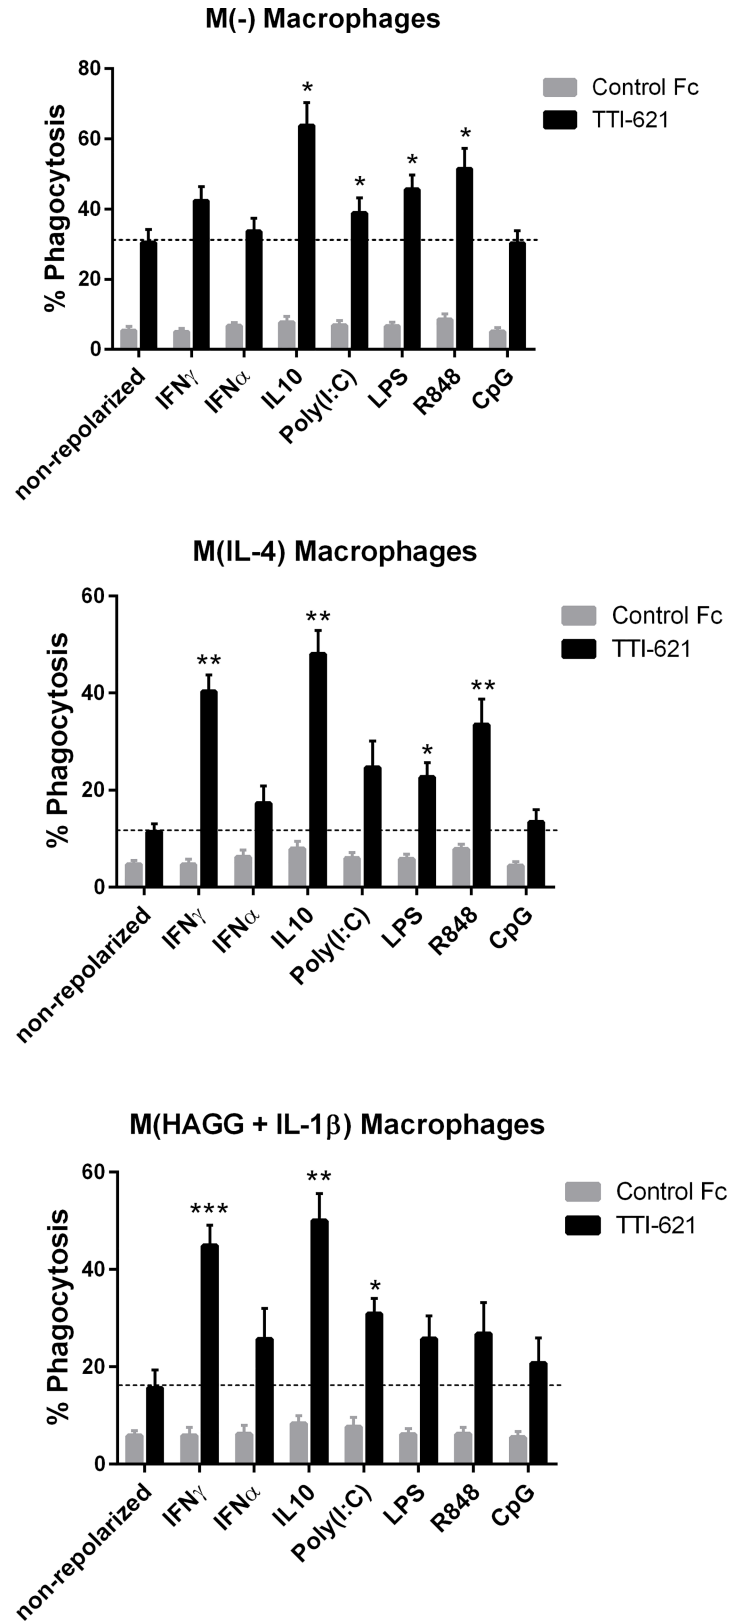 M(-) Macrophages
% Phagocytosis
80
60
40
20
0
* * * *
Control Fc
TTI-621
non-repolarized
IFNγ
IFNα
IL10
Poly(I:C)
LPS
R848
CpG
M(IL-4) Macrophages
% Phagocytosis
60
40
20
0
** ** * **
Control Fc
TTI-621
non-repolarized
IFNγ
IFNα
IL10
Poly(I:C)
LPS
R848
CpG
M(HAGG + IL-1β) Macrophages
% Phagocytosis
60
40
20
0
*** ** *
Control Fc
TTI-621
non-repolarized
IFNγ
IFNα
IL10
Poly(I:C)
LPS
R848
CpG